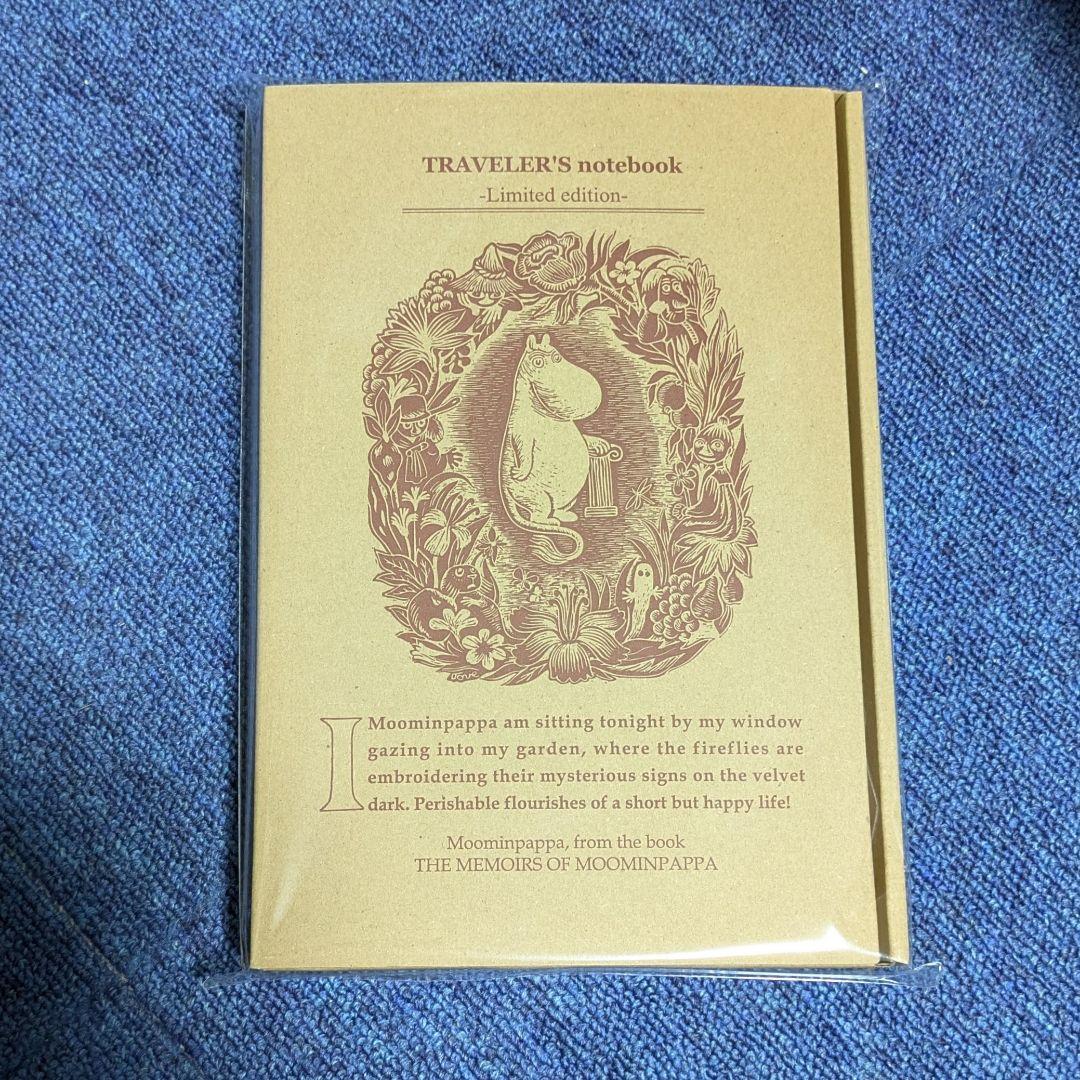 TRAVELER'S notebook
-Limited edition-
Tove
I Moominpappa am sitting tonight by my window
gazing into my garden, where the fireflies are
embroidering their mysterious signs on the velvet
dark. Perishable flourishes of a short but happy life!
Moominpappa, from the book
THE MEMOIRS OF MOOMINPAPPA